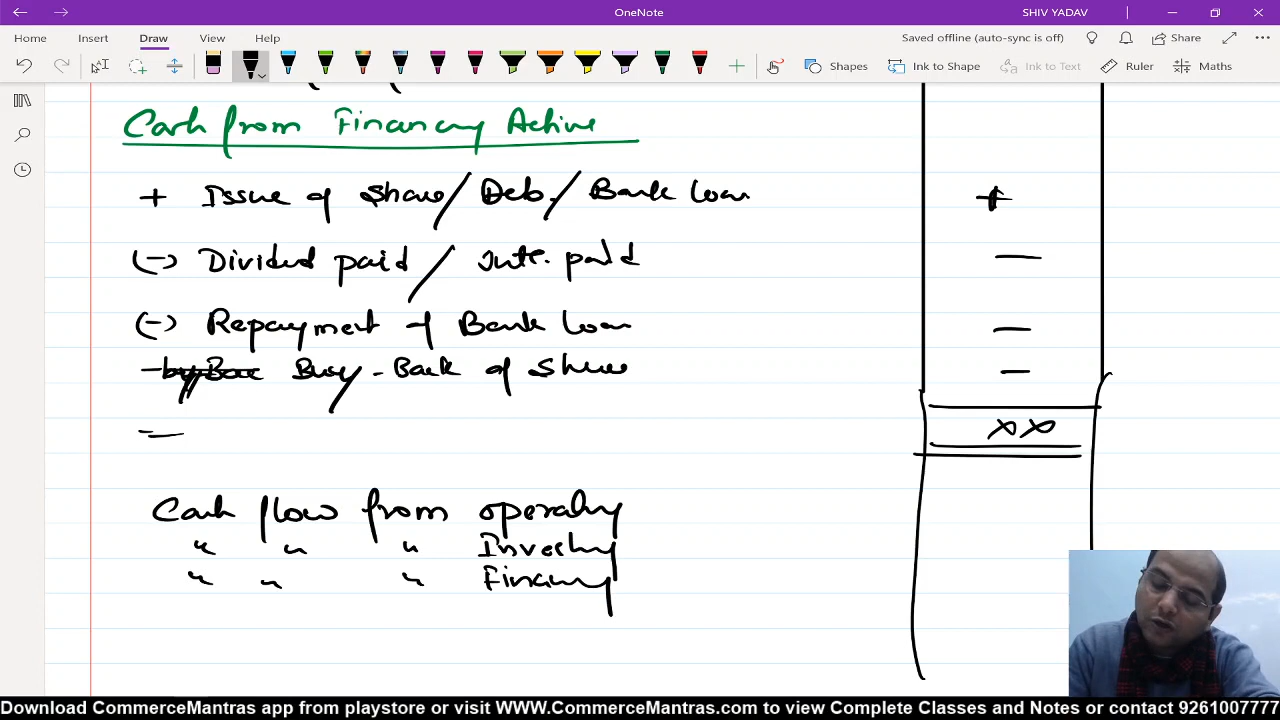 OneNote
SHIV YADAV
Home Insert Draw View Help
Saved offline (auto-sync is off) Share
Shapes Ink to Shape Ink to Text Ruler Maths
Cash from Financing Active
+ Issue of Share/ Deb./ Bank loan +
(-) Dividend paid / Inte. paid —
(-) Repayment of Bank loan —
Buy-Back of Share —
= xx
Cash flow from operating
" " " Investing
" " " Financing
Download CommerceMantras app from playstore or visit WWW.CommerceMantras.com to view Complete Classes and Notes or contact 9261007777